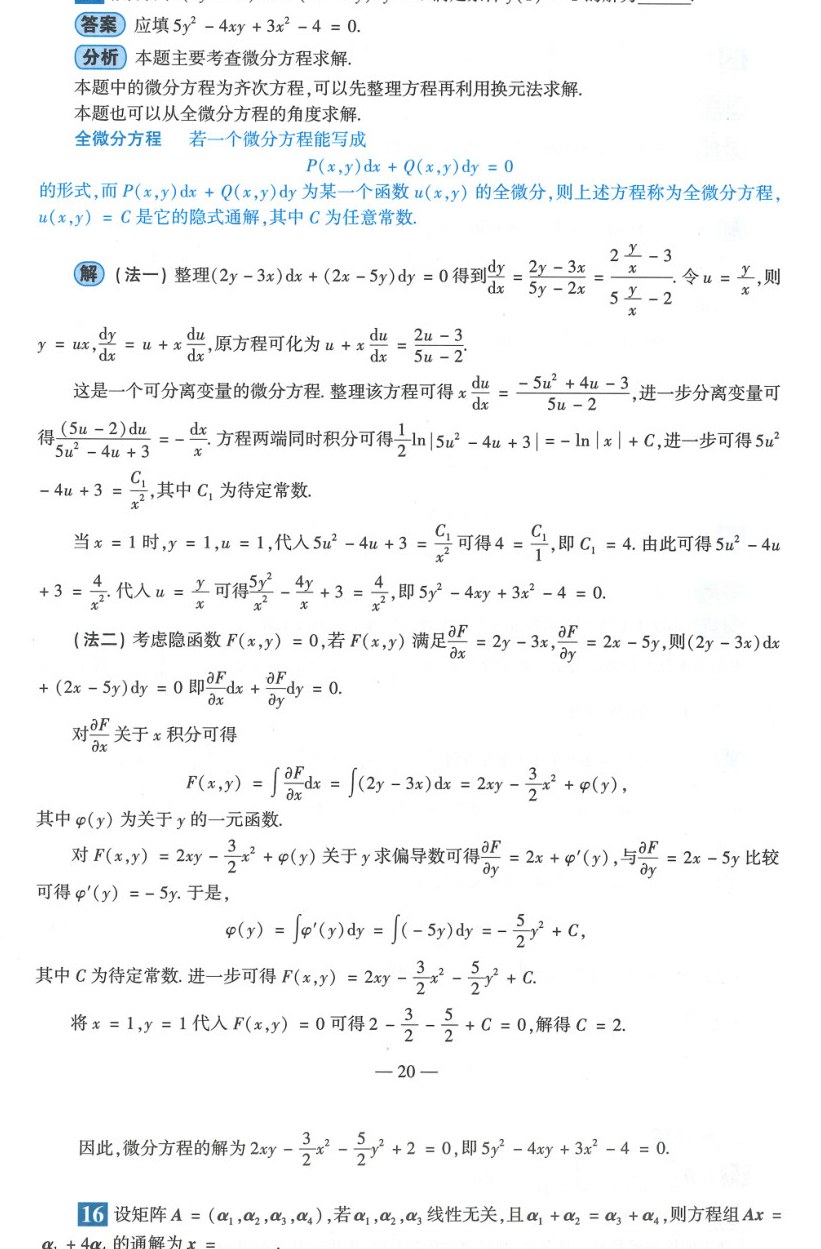 答案 应填5y² - 4xy + 3x² - 4 = 0.
分析 本题主要考查微分方程求解.
本题中的微分方程为齐次方程,可以先整理方程再利用换元法求解.
本题也可以从全微分方程的角度求解.
全微分方程 若一个微分方程能写成
P(x,y)dx + Q(x,y)dy = 0
的形式,而 P(x,y)dx + Q(x,y)dy 为某一个函数 u(x,y) 的全微分,则上述方程称为全微分方程,
u(x,y) = C 是它的隐式通解,其中 C 为任意常数.
解 (法一) 整理(2y - 3x)dx + (2x - 5y)dy = 0 得到 dy/dx = (2y - 3x)/(5y - 2x) = (2 y/x - 3)/(5 y/x - 2). 令 u = y/x,则
y = ux, dy/dx = u + x du/dx,原方程可化为 u + x du/dx = (2u - 3)/(5u - 2).
这是一个可分离变量的微分方程. 整理该方程可得 x du/dx = (- 5u² + 4u - 3)/(5u - 2),进一步分离变量可
得 (5u - 2)du/(5u² - 4u + 3) = - dx/x. 方程两端同时积分可得 1/2 ln|5u² - 4u + 3| = - ln|x| + C,进一步可得 5u²
- 4u + 3 = C₁/x²,其中 C₁ 为待定常数.
当 x = 1 时,y = 1,u = 1,代入 5u² - 4u + 3 = C₁/x² 可得 4 = C₁/1,即 C₁ = 4. 由此可得 5u² - 4u
+ 3 = 4/x². 代入 u = y/x 可得 5y²/x² - 4y/x + 3 = 4/x²,即 5y² - 4xy + 3x² - 4 = 0.
(法二) 考虑隐函数 F(x,y) = 0,若 F(x,y) 满足 ∂F/∂x = 2y - 3x, ∂F/∂y = 2x - 5y,则(2y - 3x)dx
+ (2x - 5y)dy = 0 即 ∂F/∂x dx + ∂F/∂y dy = 0.
对 ∂F/∂x 关于 x 积分可得
F(x,y) = ∫ ∂F/∂x dx = ∫(2y - 3x)dx = 2xy - 3/2 x² + φ(y),
其中 φ(y) 为关于 y 的一元函数.
对 F(x,y) = 2xy - 3/2 x² + φ(y) 关于 y 求偏导数可得 ∂F/∂y = 2x + φ′(y),与 ∂F/∂y = 2x - 5y 比较
可得 φ′(y) = - 5y. 于是,
φ(y) = ∫φ′(y)dy = ∫(- 5y)dy = - 5/2 y² + C,
其中 C 为待定常数. 进一步可得 F(x,y) = 2xy - 3/2 x² - 5/2 y² + C.
将 x = 1,y = 1 代入 F(x,y) = 0 可得 2 - 3/2 - 5/2 + C = 0,解得 C = 2.
— 20 —
因此,微分方程的解为 2xy - 3/2 x² - 5/2 y² + 2 = 0,即 5y² - 4xy + 3x² - 4 = 0.
16 设矩阵 A = (α₁,α₂,α₃,α₄),若 α₁,α₂,α₃ 线性无关,且 α₁ + α₂ = α₃ + α₄,则方程组 Ax =
+ 4α 的通解为 x =